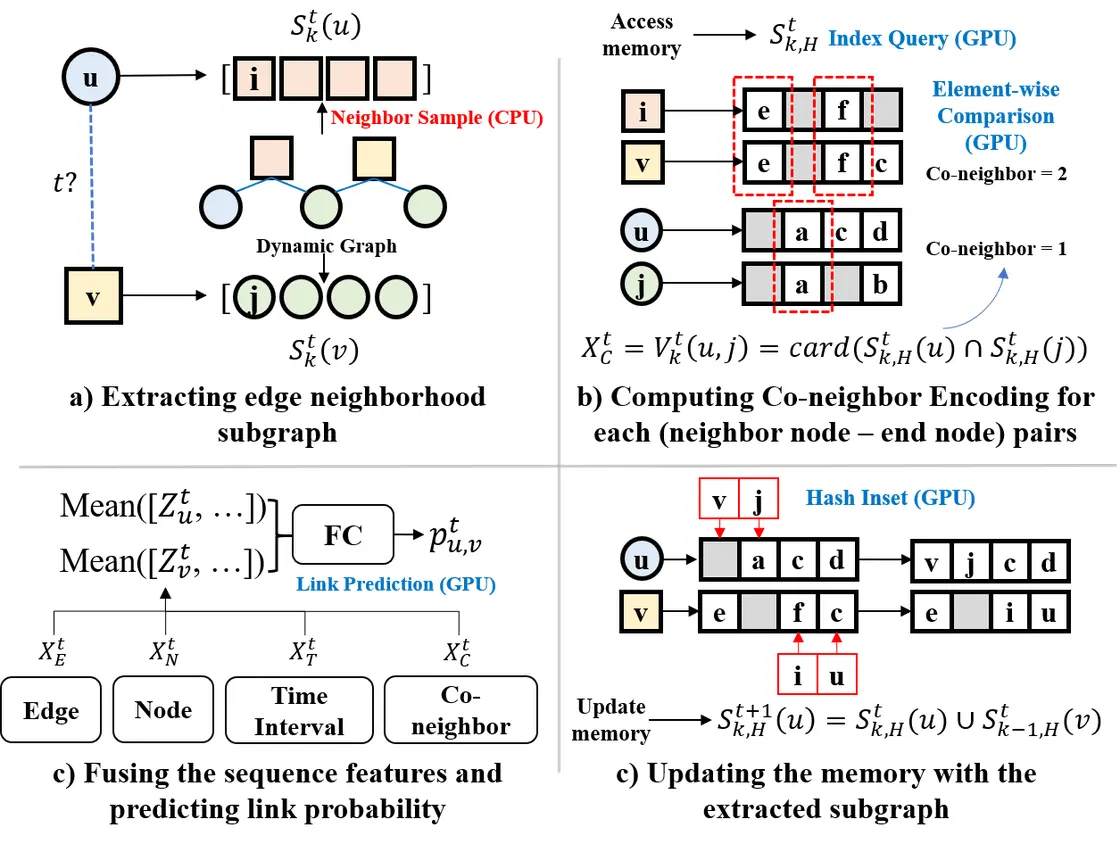 S_k^t(u)
u
[ i ]
Neighbor Sample (CPU)
t?
Dynamic Graph
v
[ j ]
S_k^t(v)
a) Extracting edge neighborhood
subgraph
Access
memory
S_{k,H}^t
Index Query (GPU)
i
e f
v
e f c
Element-wise
Comparison
(GPU)
Co-neighbor = 2
u
a c d
j
a b
Co-neighbor = 1
X_C^t = V_k^t(u, j) = card(S_{k,H}^t(u) ∩ S_{k,H}^t(j))
b) Computing Co-neighbor Encoding for
each (neighbor node – end node) pairs
Mean([Z_u^t, …])
Mean([Z_v^t, …])
FC
p_{u,v}^t
Link Prediction (GPU)
X_E^t
X_N^t
X_T^t
X_C^t
Edge
Node
Time
Interval
Co-
neighbor
c) Fusing the sequence features and
predicting link probability
v j
Hash Inset (GPU)
u
a c d
v j c d
v
e f c
e i u
i u
Update
memory
S_{k,H}^{t+1}(u) = S_{k,H}^t(u) ∪ S_{k−1,H}^t(v)
c) Updating the memory with the
extracted subgraph